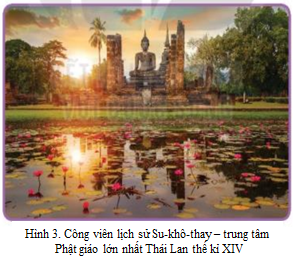 Hình 3. Công viên lịch sử Su-khô-thay – trung tâm
Phật giáo lớn nhất Thái Lan thế kỉ XIV